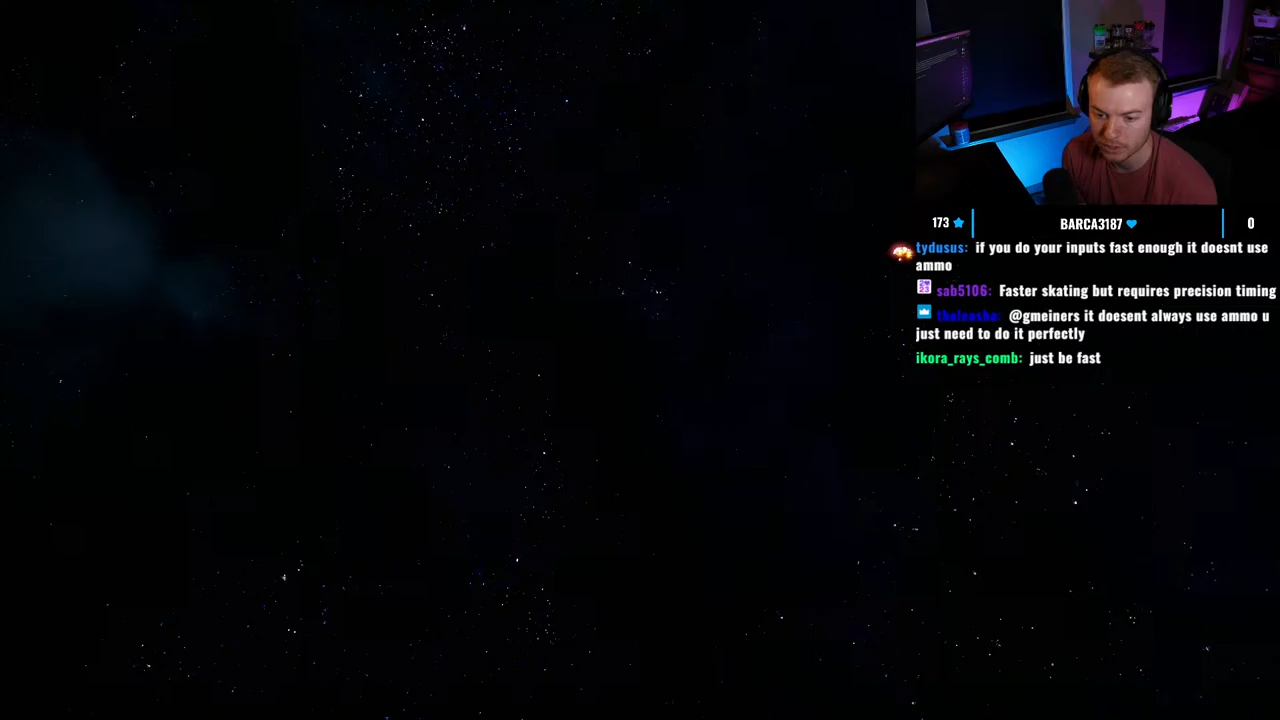 173
BARCA3187
0
tydusus: if you do your inputs fast enough it doesnt use
ammo
sab5106: Faster skating but requires precision timing
@gmeiners it doesent always use ammo u
just need to do it perfectly
ikora_rays_comb: just be fast